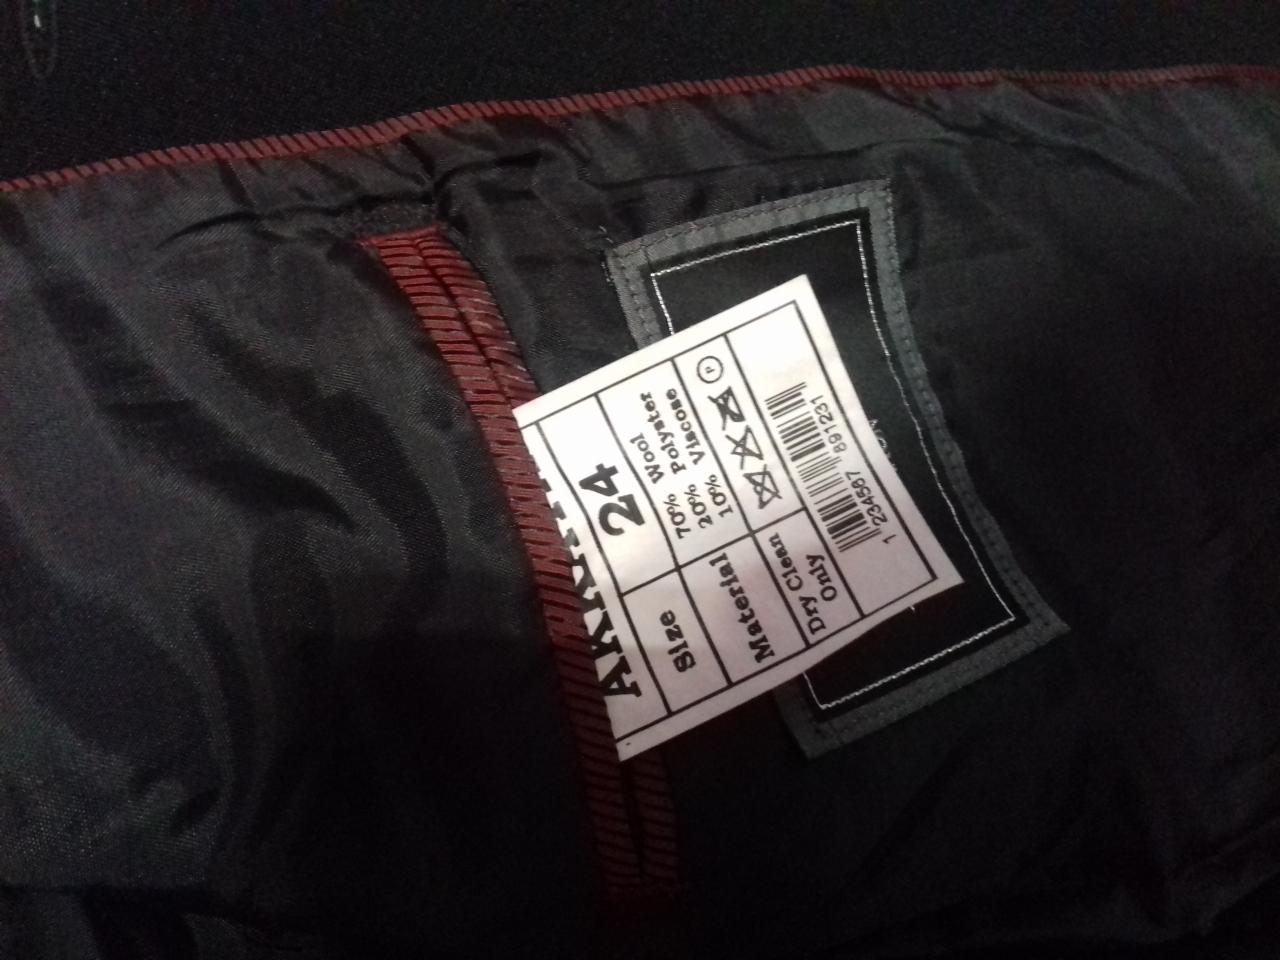 Size 24
Material 70% Wool
20% Polyster
10% Viscose
Dry Clean
Only
P
1 234567 891231